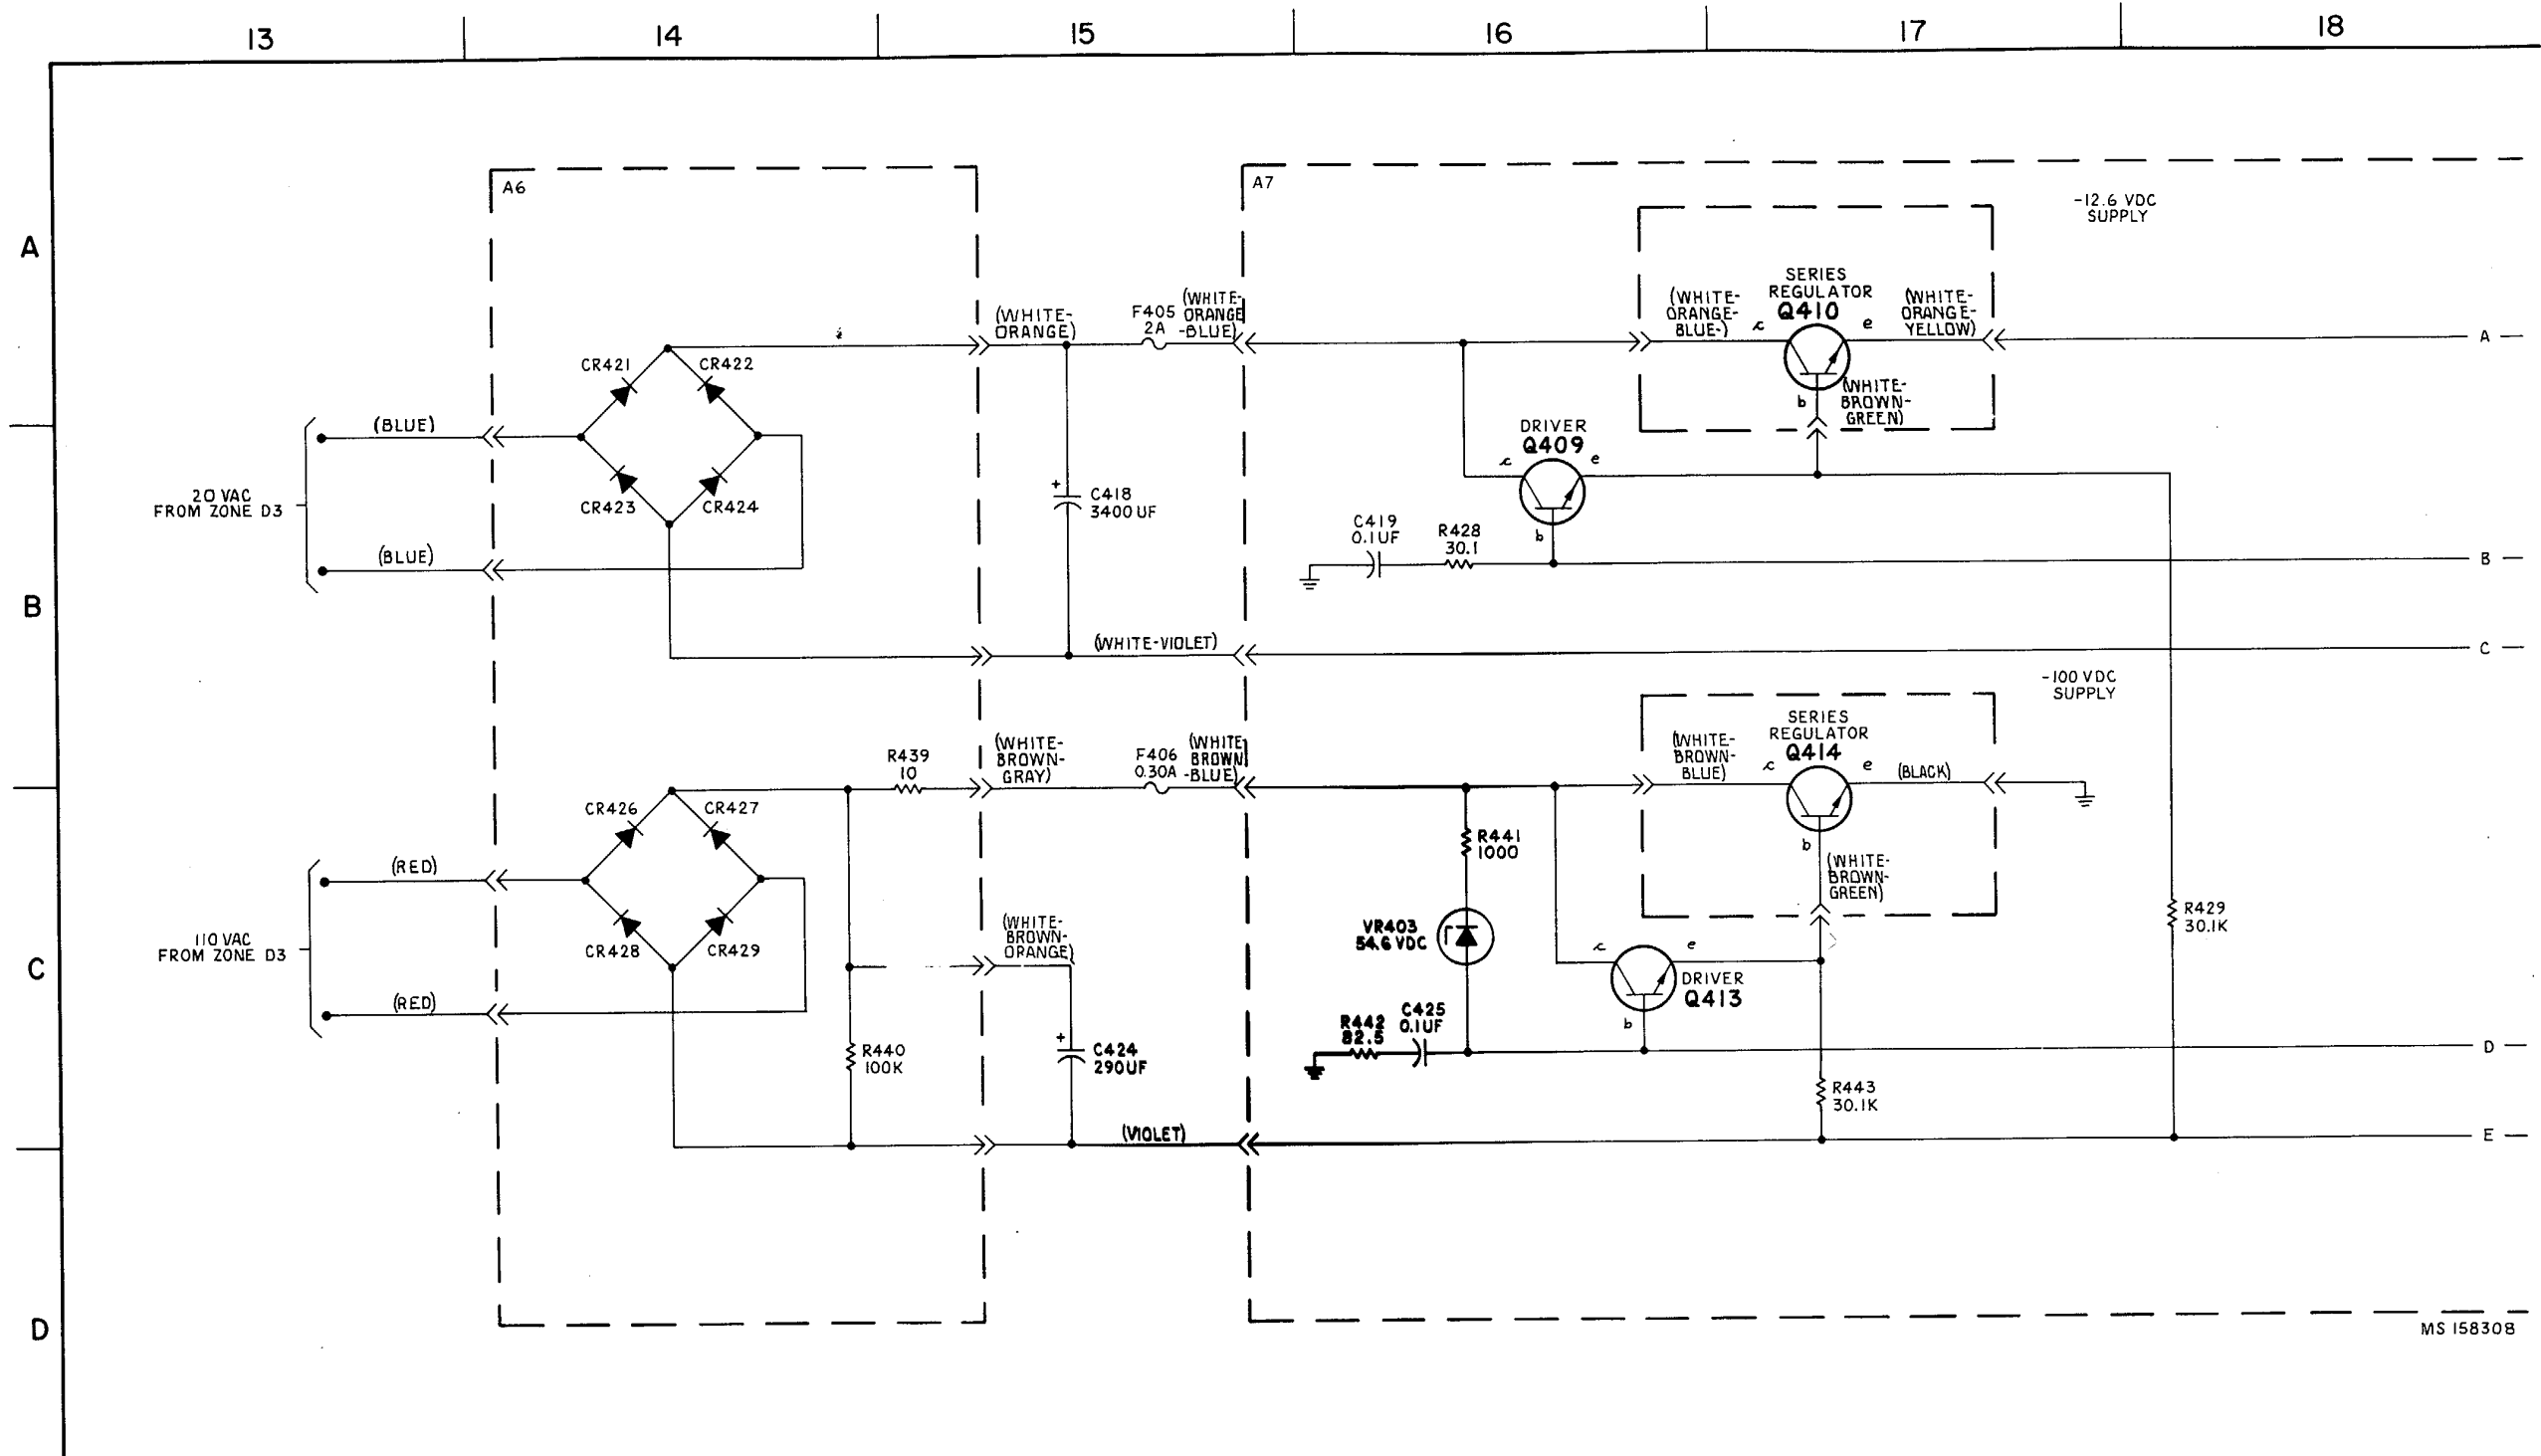 13
14
15
16
17
18
A
B
C
D
A6
A7
-12.6 VDC
SUPPLY
SERIES
REGULATOR
Q410
(WHITE-
ORANGE-
BLUE-)
c
e
(WHITE-
ORANGE-
YELLOW)
b
(WHITE-
BROWN-
GREEN)
A
(WHITE-
ORANGE)
F405
2A
(WHITE-
ORANGE
-BLUE)
CR421
CR422
CR423
CR424
(BLUE)
(BLUE)
20 VAC
FROM ZONE D3
+
C418
3400 UF
DRIVER
Q409
c
e
b
C419
0.1UF
R428
30.1
B
(WHITE-VIOLET)
C
-100 VDC
SUPPLY
SERIES
REGULATOR
Q414
(WHITE-
BROWN-
BLUE)
c
e
(BLACK)
b
(WHITE-
BROWN-
GREEN)
R439
10
(WHITE-
BROWN-
GRAY)
F406
0.30A
(WHITE
BROWN
-BLUE)
CR426
CR427
CR428
CR429
(RED)
(RED)
110 VAC
FROM ZONE D3
(WHITE-
BROWN-
ORANGE)
R440
100K
+
C424
290UF
R441
1000
VR403
54.6 VDC
R442
82.5
C425
0.1UF
c
e
DRIVER
Q413
b
R429
30.1K
D
R443
30.1K
(VIOLET)
E
MS 158308